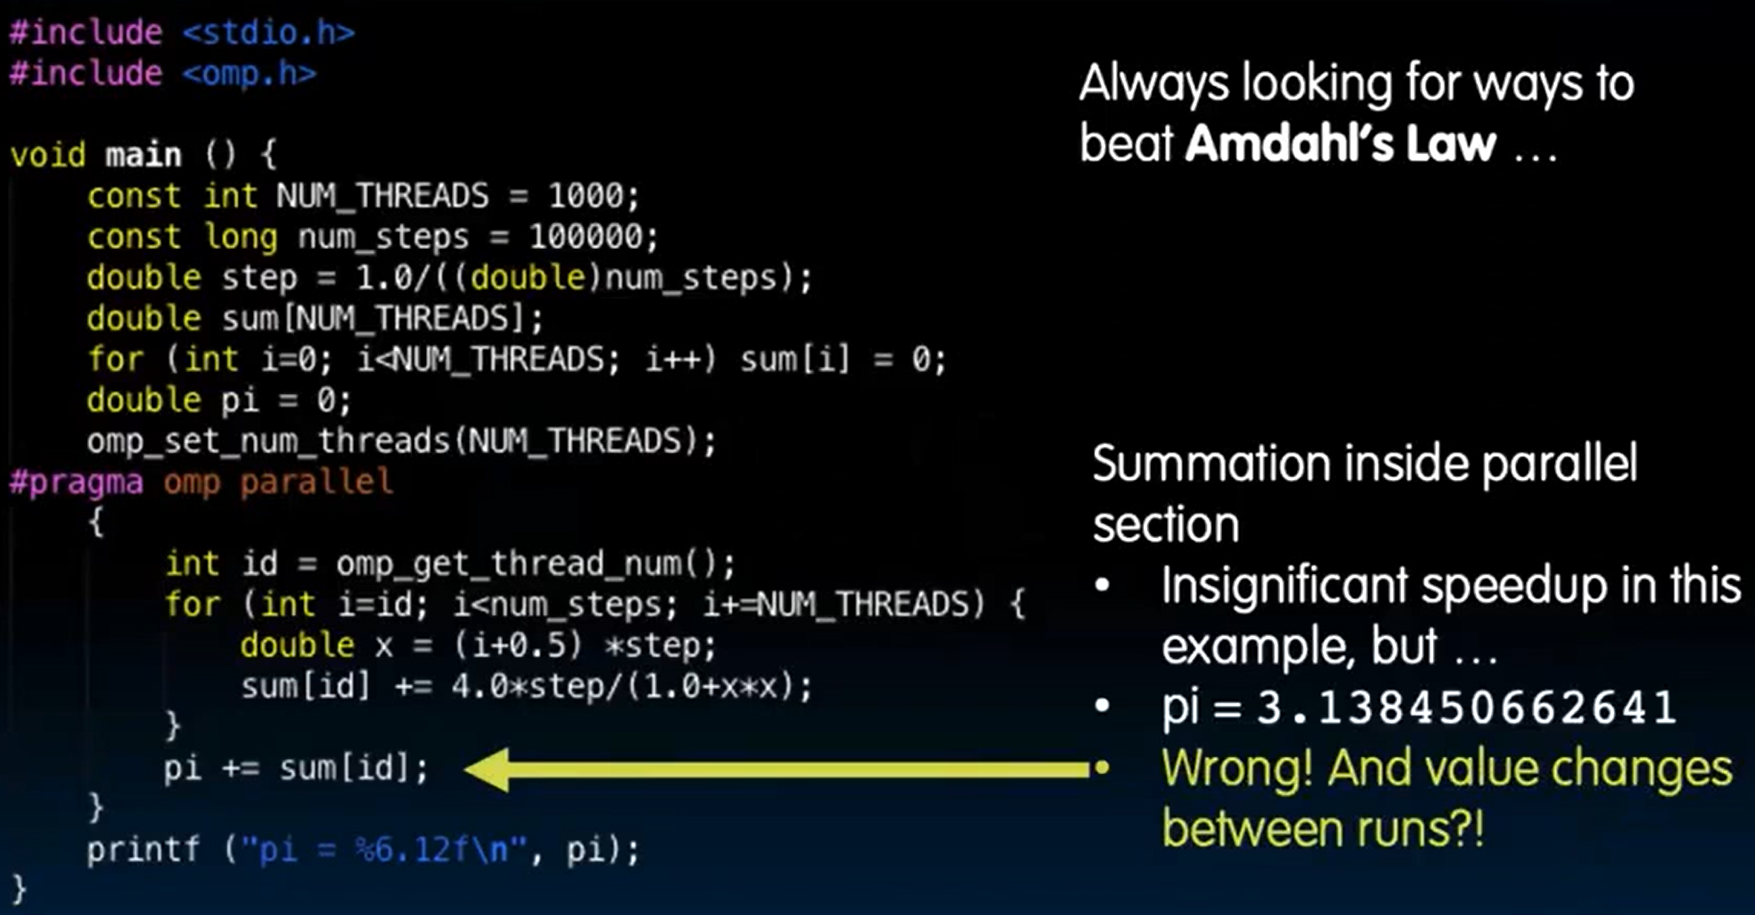 #include <stdio.h>
#include <omp.h>
void main () {
    const int NUM_THREADS = 1000;
    const long num_steps = 100000;
    double step = 1.0/((double)num_steps);
    double sum[NUM_THREADS];
    for (int i=0; i<NUM_THREADS; i++) sum[i] = 0;
    double pi = 0;
    omp_set_num_threads(NUM_THREADS);
#pragma omp parallel
    {
        int id = omp_get_thread_num();
        for (int i=id; i<num_steps; i+=NUM_THREADS) {
            double x = (i+0.5) *step;
            sum[id] += 4.0*step/(1.0+x*x);
        }
        pi += sum[id];
    }
    printf ("pi = %6.12f\n", pi);
}
Always looking for ways to
beat Amdahl's Law ...
Summation inside parallel
section
• Insignificant speedup in this
example, but ...
• pi = 3.138450662641
• Wrong! And value changes
between runs?!